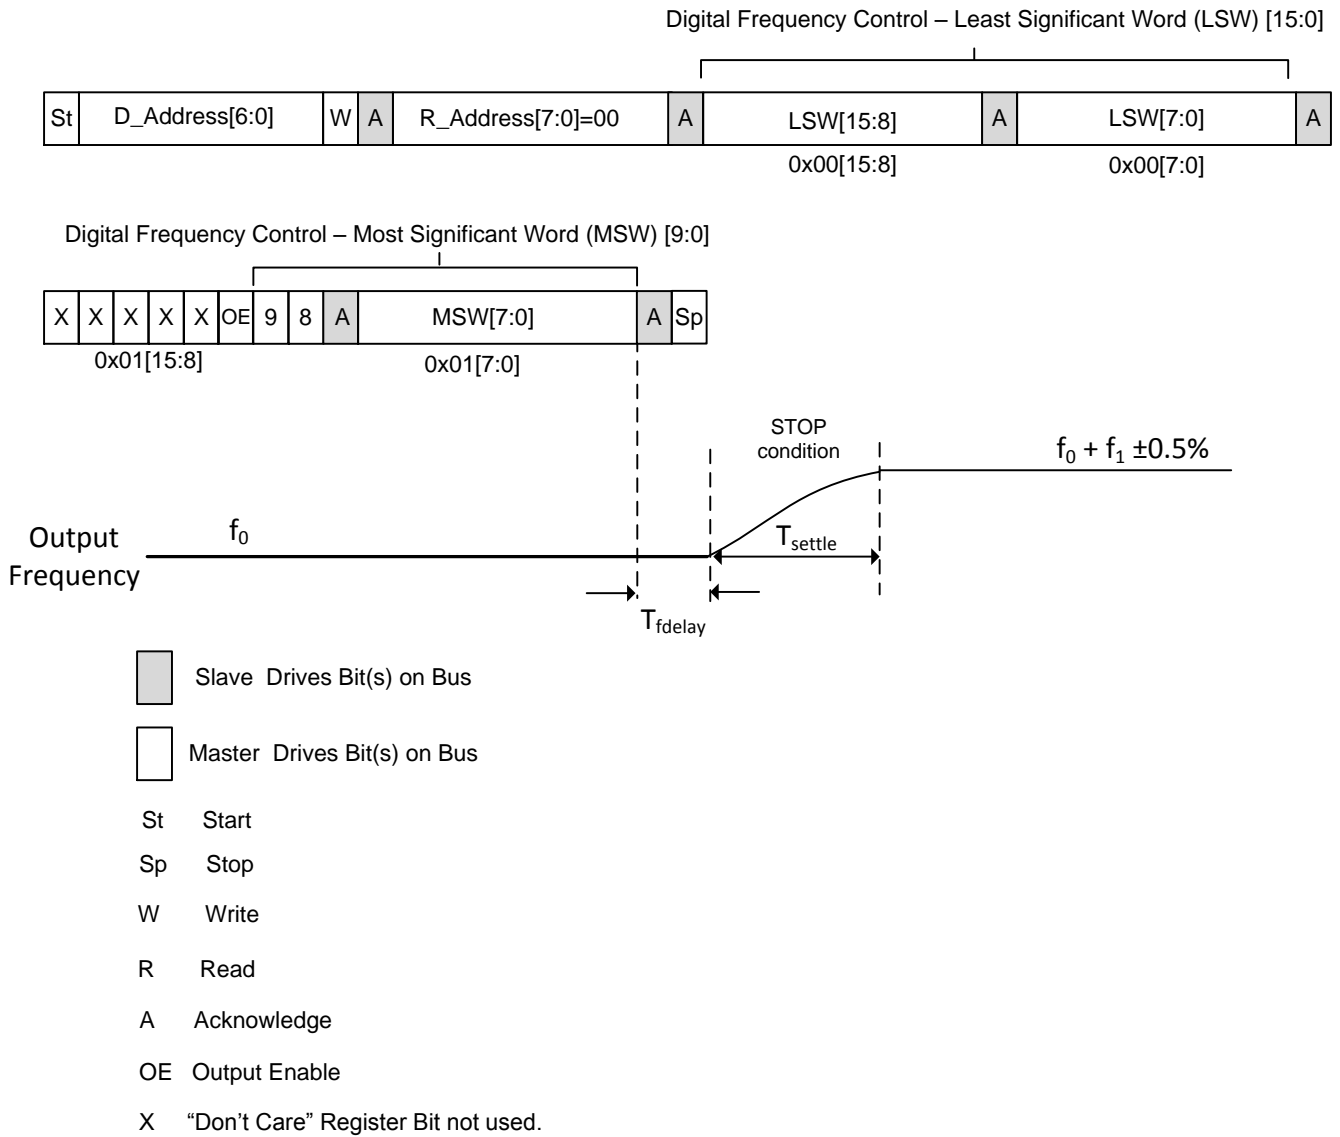 Digital Frequency Control – Least Significant Word (LSW) [15:0]
St D_Address[6:0] W A R_Address[7:0]=00 A LSW[15:8] A LSW[7:0] A
0x00[15:8] 0x00[7:0]
Digital Frequency Control – Most Significant Word (MSW) [9:0]
X X X X X OE 9 8 A MSW[7:0] A Sp
0x01[15:8] 0x01[7:0]
STOP
condition
f0 + f1 ±0.5%
Output
Frequency
f0
Tsettle
Tfdelay
Slave Drives Bit(s) on Bus
Master Drives Bit(s) on Bus
St Start
Sp Stop
W Write
R Read
A Acknowledge
OE Output Enable
X “Don’t Care” Register Bit not used.